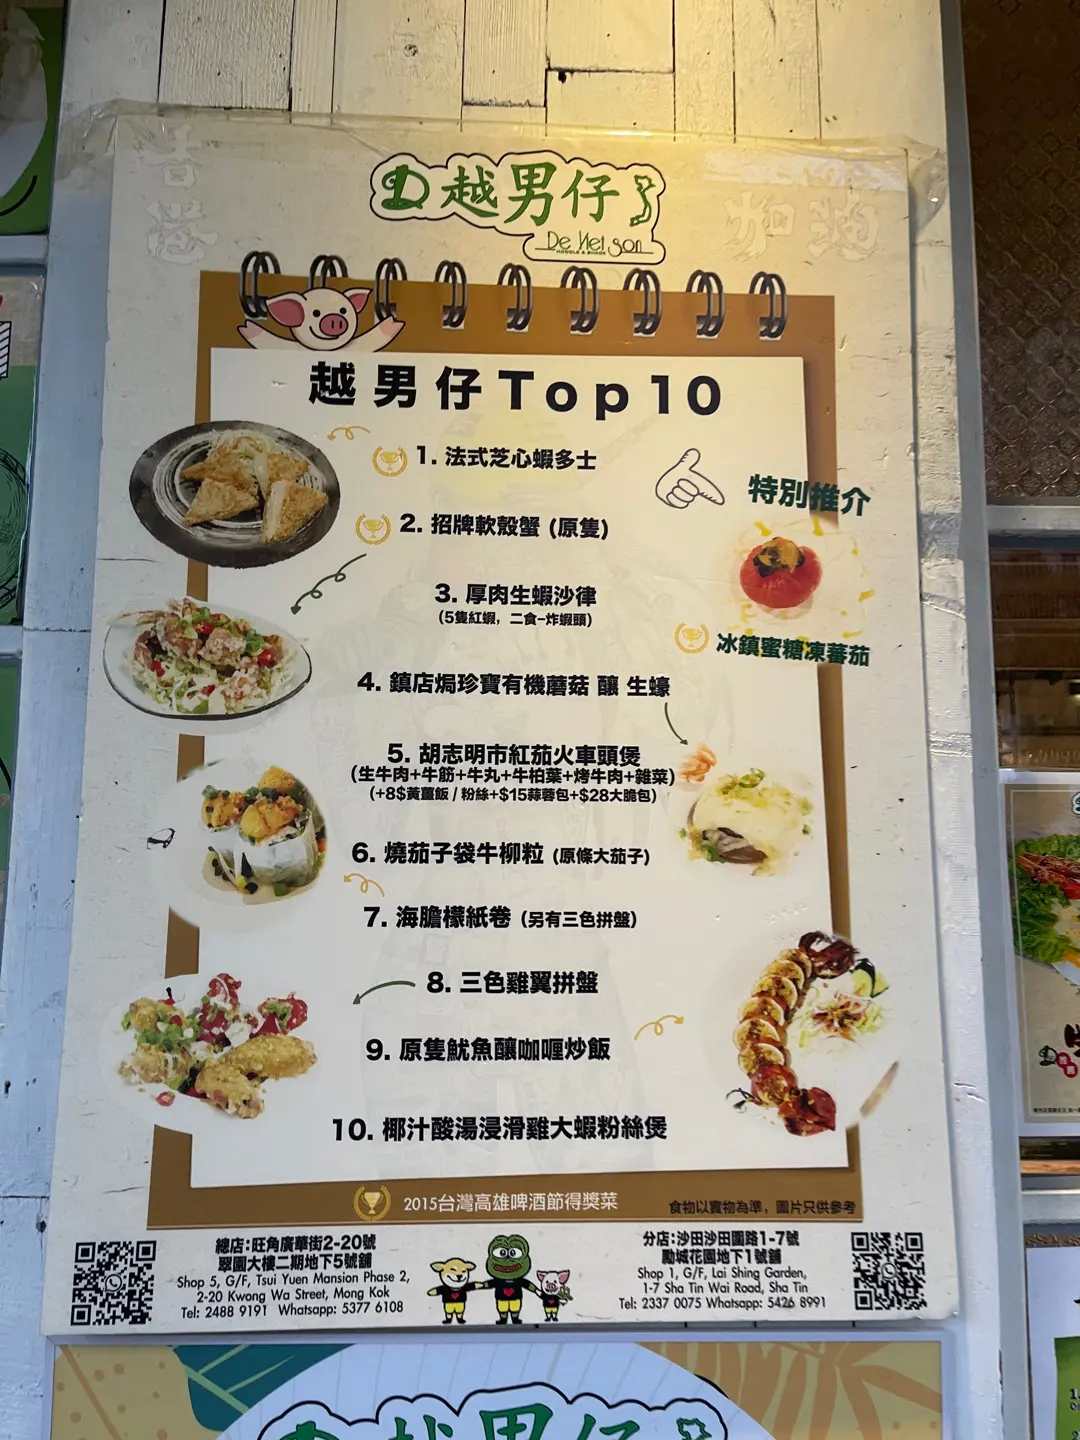 越男仔
De Viet Son
NOODLE & SNACK
越男仔Top10
1. 法式芝心蝦多士
2. 招牌軟殼蟹 (原隻)
特別推介
3. 厚肉生蝦沙律
(5隻紅蝦，二食-炸蝦頭)
冰鎮蜜糖凍蕃茄
4. 鎮店焗珍寶有機蘑菇 釀 生蠔
5. 胡志明市紅茄火車頭煲
(生牛肉+牛筋+牛丸+牛柏葉+烤牛肉+雜菜)
(+8$黃薑飯 / 粉絲+$15蒜蓉包+$28大脆包)
6. 燒茄子袋牛柳粒 (原條大茄子)
7. 海膽檬紙卷 (另有三色拼盤)
8. 三色雞翼拼盤
9. 原隻魷魚釀咖喱炒飯
10. 椰汁酸湯浸滑雞大蝦粉絲煲
2015台灣高雄啤酒節得獎菜
食物以實物為準，圖片只供參考
總店:旺角廣華街2-20號
翠園大樓二期地下5號舖
Shop 5, G/F, Tsui Yuen Mansion Phase 2,
2-20 Kwong Wa Street, Mong Kok
Tel: 2488 9191 Whatsapp: 5377 6108
分店:沙田沙田圍路1-7號
勵城花園地下1號舖
Shop 1, G/F, Lai Shing Garden,
1-7 Sha Tin Wai Road, Sha Tin
Tel: 2337 0075 Whatsapp: 5426 8991
越男仔